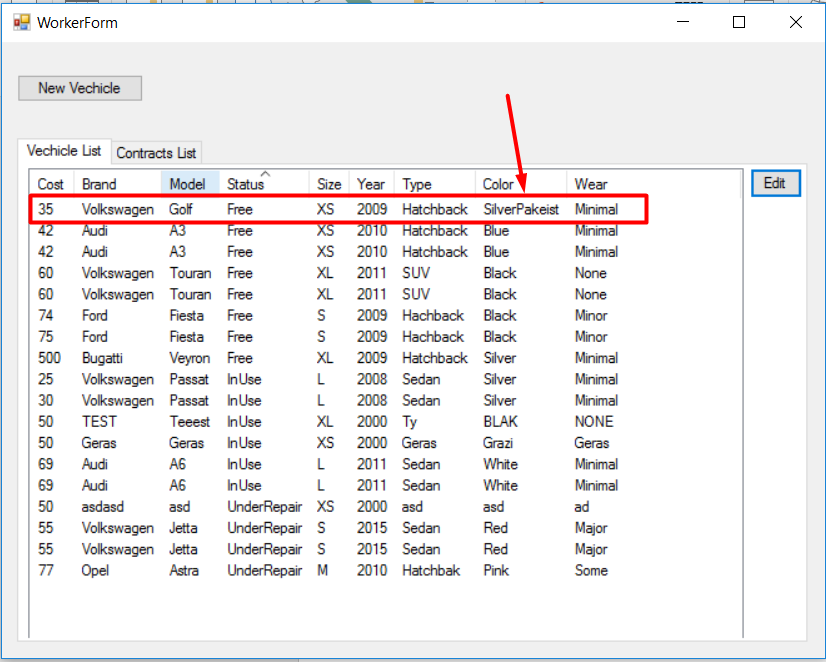 WorkerForm
New Vechicle
Vechicle List Contracts List
Cost Brand Model Status Size Year Type Color Wear Edit
35 Volkswagen Golf Free XS 2009 Hatchback SilverPakeist Minimal
42 Audi A3 Free XS 2010 Hatchback Blue Minimal
42 Audi A3 Free XS 2010 Hatchback Blue Minimal
60 Volkswagen Touran Free XL 2011 SUV Black None
60 Volkswagen Touran Free XL 2011 SUV Black None
74 Ford Fiesta Free S 2009 Hachback Black Minor
75 Ford Fiesta Free S 2009 Hachback Black Minor
500 Bugatti Veyron Free XL 2009 Hatchback Silver Minimal
25 Volkswagen Passat InUse L 2008 Sedan Silver Minimal
30 Volkswagen Passat InUse L 2008 Sedan Silver Minimal
50 TEST Teeest InUse XL 2000 Ty BLAK NONE
50 Geras Geras InUse XS 2000 Geras Grazi Geras
69 Audi A6 InUse L 2011 Sedan White Minimal
69 Audi A6 InUse L 2011 Sedan White Minimal
50 asdasd asd UnderRepair XS 2000 asd asd ad
55 Volkswagen Jetta UnderRepair S 2015 Sedan Red Major
55 Volkswagen Jetta UnderRepair S 2015 Sedan Red Major
77 Opel Astra UnderRepair M 2010 Hatchbak Pink Some